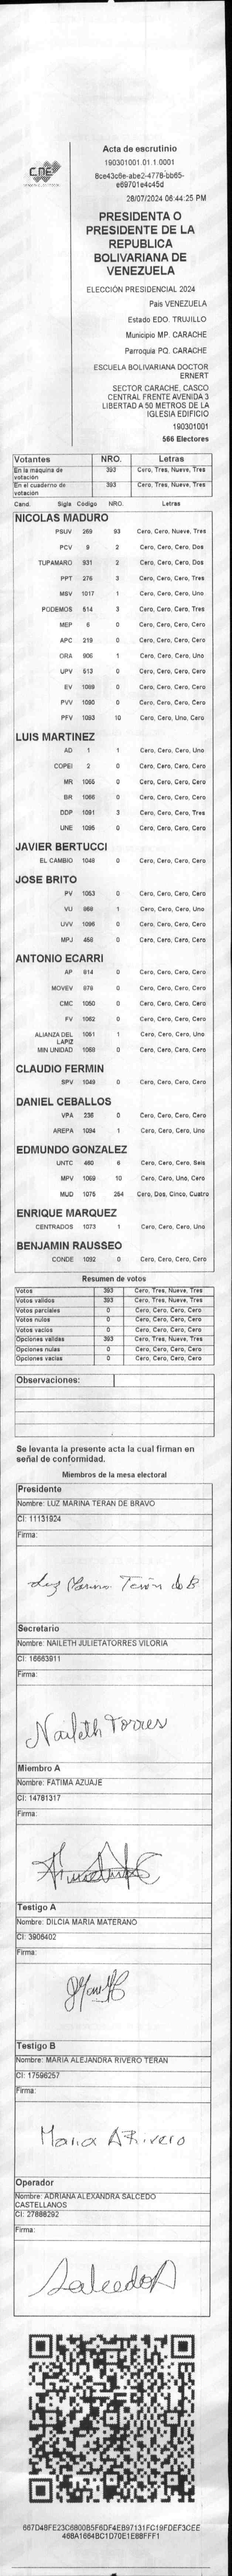 CNE
Acta de escrutinio
190301001.01.1.0001
8ce43c6e-abe2-4778-bb65-
e69701e4c45d
28/07/2024 06:44:25 PM
PRESIDENTA O
PRESIDENTE DE LA
REPUBLICA
BOLIVARIANA DE
VENEZUELA
ELECCIÓN PRESIDENCIAL 2024
Pais VENEZUELA
Estado EDO. TRUJILLO
Municipio MP. CARACHE
Parroquia PQ. CARACHE
ESCUELA BOLIVARIANA DOCTOR
ERNERT
SECTOR CARACHE, CASCO
CENTRAL FRENTE AVENIDA 3
LIBERTAD A 50 METROS DE LA
IGLESIA EDIFICIO
190301001
566 Electores
Votantes NRO. Letras
En la maquina de votación 393 Cero, Tres, Nueve, Tres
En el cuaderno de votación 393 Cero, Tres, Nueve, Tres
Cand. Sigla Codigo NRO. Letras
NICOLAS MADURO
PSUV 269 93 Cero, Cero, Nueve, Tres
PCV 9 2 Cero, Cero, Cero, Dos
TUPAMARO 931 2 Cero, Cero, Cero, Dos
PPT 276 3 Cero, Cero, Cero, Tres
MSV 1017 1 Cero, Cero, Cero, Uno
PODEMOS 514 3 Cero, Cero, Cero, Tres
MEP 6 0 Cero, Cero, Cero, Cero
APC 219 0 Cero, Cero, Cero, Cero
ORA 906 1 Cero, Cero, Cero, Uno
UPV 513 0 Cero, Cero, Cero, Cero
EV 1089 0 Cero, Cero, Cero, Cero
PVV 1090 0 Cero, Cero, Cero, Cero
PFV 1093 10 Cero, Cero, Uno, Cero
LUIS MARTINEZ
AD 1 1 Cero, Cero, Cero, Uno
COPEI 2 0 Cero, Cero, Cero, Cero
MR 1065 0 Cero, Cero, Cero, Cero
BR 1066 0 Cero, Cero, Cero, Cero
DDP 1091 3 Cero, Cero, Cero, Tres
UNE 1095 0 Cero, Cero, Cero, Cero
JAVIER BERTUCCI
EL CAMBIO 1048 0 Cero, Cero, Cero, Cero
JOSE BRITO
PV 1053 0 Cero, Cero, Cero, Cero
VU 868 1 Cero, Cero, Cero, Uno
UVV 1096 0 Cero, Cero, Cero, Cero
MPJ 458 0 Cero, Cero, Cero, Cero
ANTONIO ECARRI
AP 814 0 Cero, Cero, Cero, Cero
MOVEV 978 0 Cero, Cero, Cero, Cero
CMC 1050 0 Cero, Cero, Cero, Cero
FV 1062 0 Cero, Cero, Cero, Cero
ALIANZA DEL LAPIZ 1061 1 Cero, Cero, Cero, Uno
MIN UNIDAD 1068 0 Cero, Cero, Cero, Cero
CLAUDIO FERMIN
SPV 1049 0 Cero, Cero, Cero, Cero
DANIEL CEBALLOS
VPA 236 0 Cero, Cero, Cero, Cero
AREPA 1094 1 Cero, Cero, Cero, Uno
EDMUNDO GONZALEZ
UNTC 460 6 Cero, Cero, Cero, Seis
MPV 1069 10 Cero, Cero, Uno, Cero
MUD 1075 254 Cero, Dos, Cinco, Cuatro
ENRIQUE MARQUEZ
CENTRADOS 1073 1 Cero, Cero, Cero, Uno
BENJAMIN RAUSSEO
CONDE 1092 0 Cero, Cero, Cero, Cero
Resumen de votos
Votos 393 Cero, Tres, Nueve, Tres
Votos validos 393 Cero, Tres, Nueve, Tres
Votos parciales 0 Cero, Cero, Cero, Cero
Votos nulos 0 Cero, Cero, Cero, Cero
Votos vacios 0 Cero, Cero, Cero, Cero
Opciones validas 393 Cero, Tres, Nueve, Tres
Opciones nulas 0 Cero, Cero, Cero, Cero
Opciones vacias 0 Cero, Cero, Cero, Cero
Observaciones:
Se levanta la presente acta la cual firman en
señal de conformidad.
Miembros de la mesa electoral
Presidente
Nombre: LUZ MARINA TERAN DE BRAVO
CI: 11131924
Firma:
Luz Marina Terán de B
Secretario
Nombre: NAILETH JULIETATORRES VILORIA
CI: 16663911
Firma:
Naileth Torres
Miembro A
Nombre: FATIMA AZUAJE
CI: 14781317
Firma:
Testigo A
Nombre: DILCIA MARIA MATERANO
CI: 3905402
Firma:
Testigo B
Nombre: MARIA ALEJANDRA RIVERO TERAN
CI: 17596257
Firma:
Maria A Rivero
Operador
Nombre: ADRIANA ALEXANDRA SALCEDO
CASTELLANOS
CI: 27888292
Firma:
Salcedo A
667D48FE23C6800B5F6DF4EB97131FC19FDEF3CEE
468A1664BC1D70E1E88FFF1